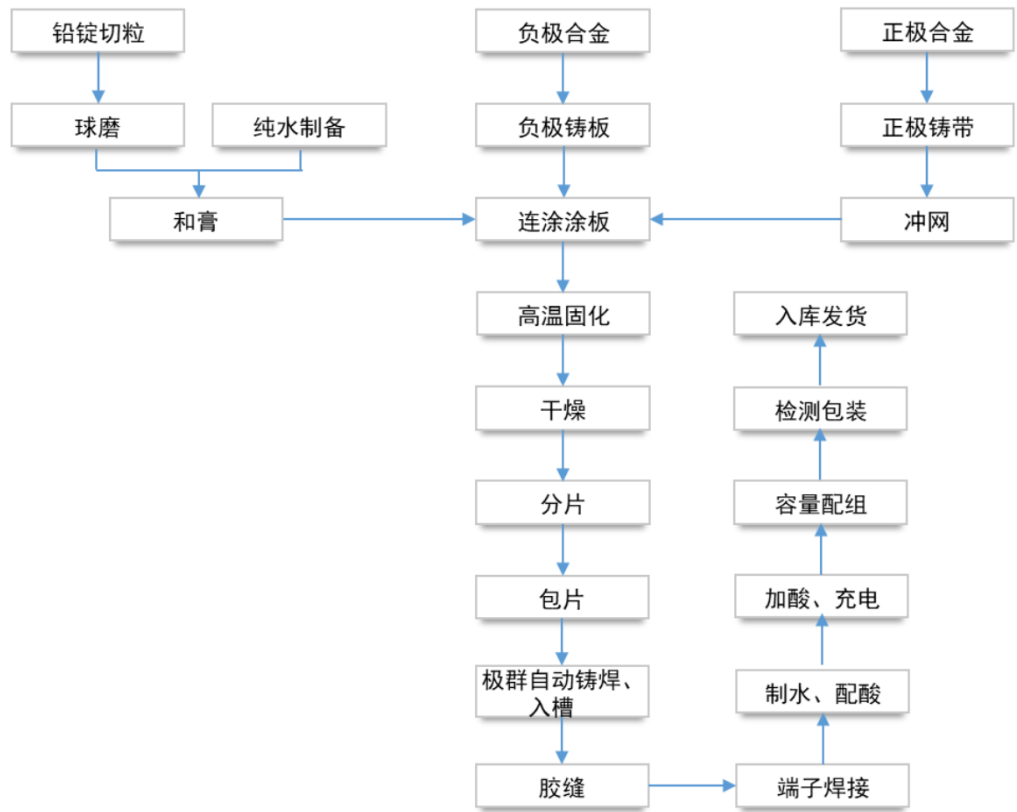 铅锭切粒
负极合金
正极合金
球磨
纯水制备
负极铸板
正极铸带
和膏
连涂涂板
冲网
高温固化
入库发货
干燥
检测包装
分片
容量配组
包片
加酸、充电
极群自动铸焊、
入槽
制水、配酸
胶缝
端子焊接